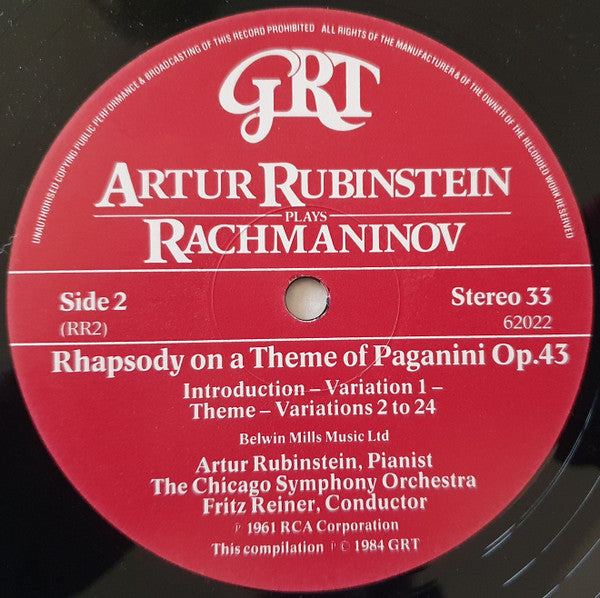 UNAUTHORISED COPYING PUBLIC PERFORMANCE & BROADCASTING OF THIS RECORD PROHIBITED ALL RIGHTS OF THE MANUFACTURER & OF THE OWNER OF THE RECORDED WORK RESERVED
GRT
ARTUR RUBINSTEIN
PLAYS
RACHMANINOV
Side 2 Stereo 33
(RR2) 62022
Rhapsody on a Theme of Paganini Op.43
Introduction – Variation 1 –
Theme – Variations 2 to 24
Belwin Mills Music Ltd
Artur Rubinstein, Pianist
The Chicago Symphony Orchestra
Fritz Reiner, Conductor
℗ 1961 RCA Corporation
This compilation ℗ © 1984 GRT